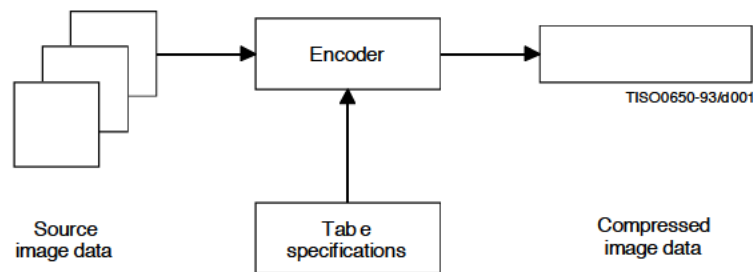 Encoder
TISO0650-93/d001
Source
image data
Tab e
specifications
Compressed
image data